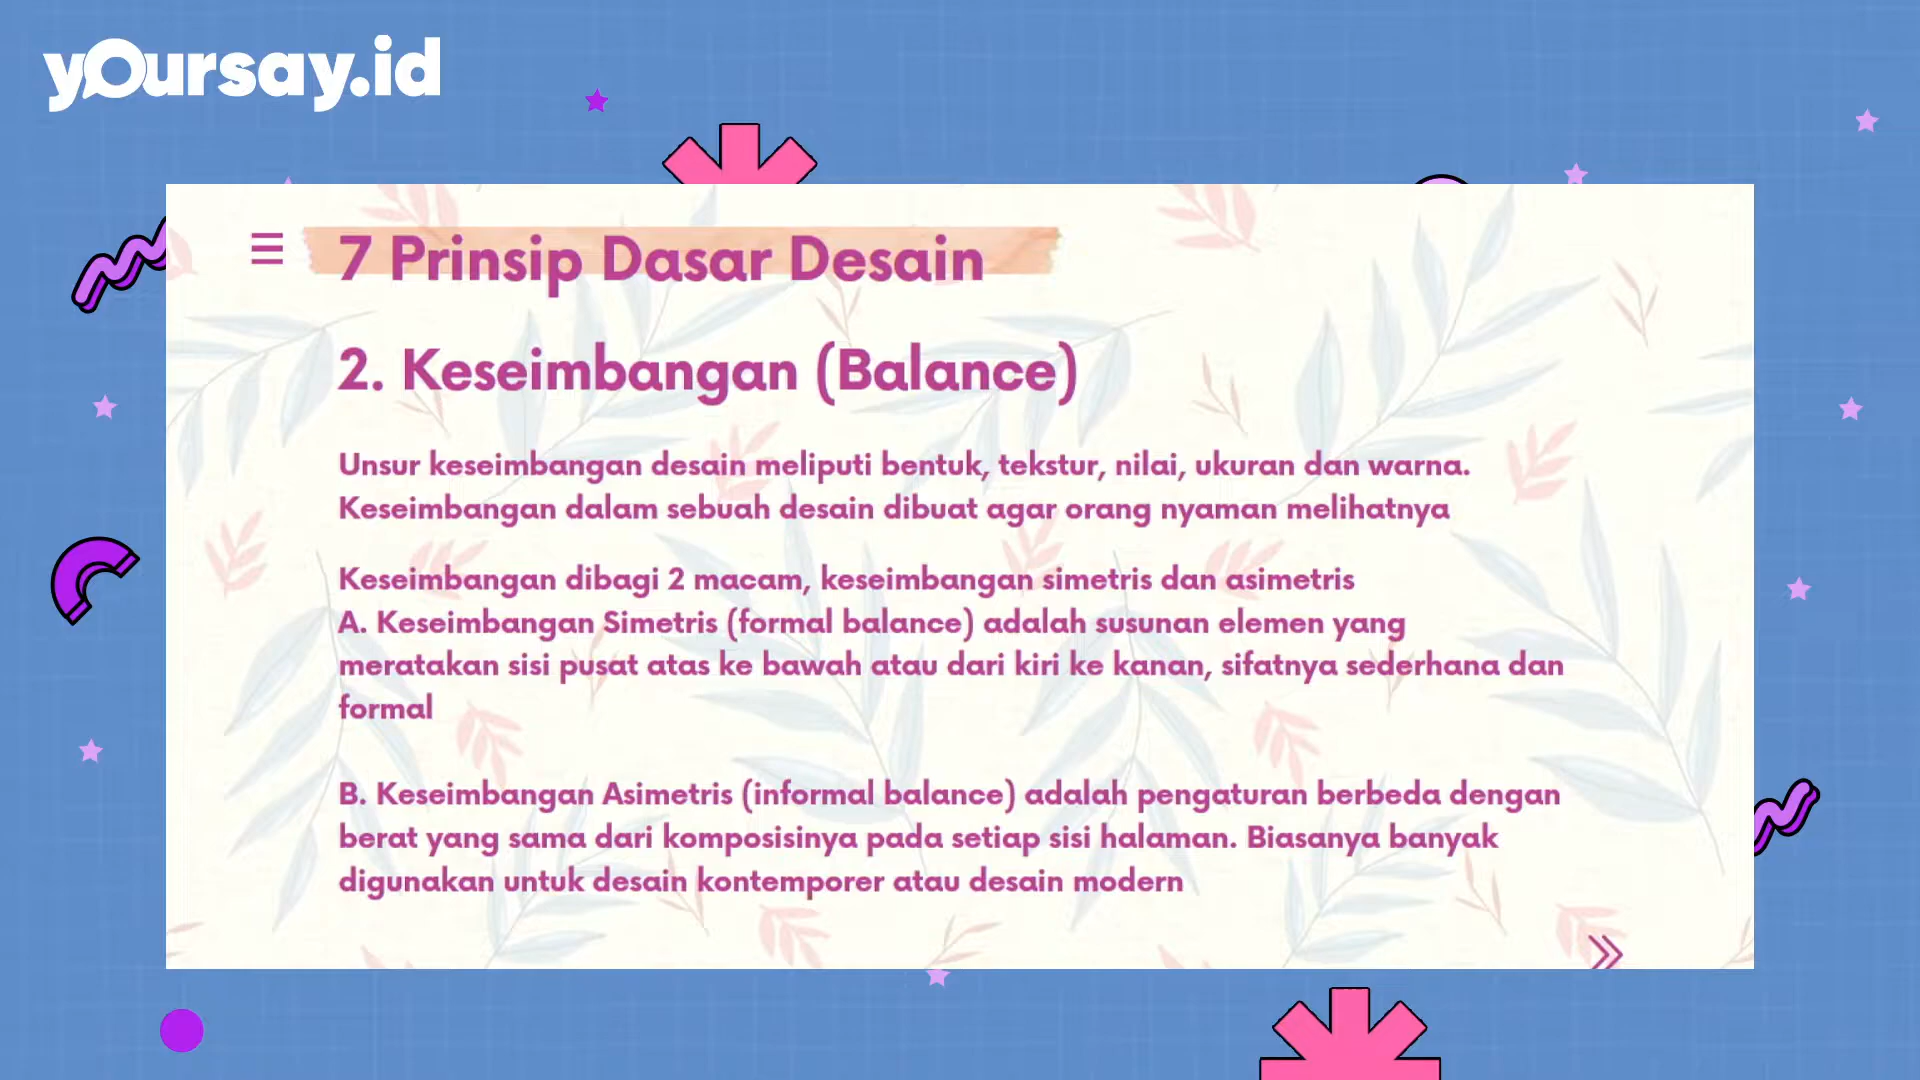 yoursay.id
7 Prinsip Dasar Desain
2. Keseimbangan (Balance)
Unsur keseimbangan desain meliputi bentuk, tekstur, nilai, ukuran dan warna.
Keseimbangan dalam sebuah desain dibuat agar orang nyaman melihatnya
Keseimbangan dibagi 2 macam, keseimbangan simetris dan asimetris
A. Keseimbangan Simetris (formal balance) adalah susunan elemen yang
meratakan sisi pusat atas ke bawah atau dari kiri ke kanan, sifatnya sederhana dan
formal
B. Keseimbangan Asimetris (informal balance) adalah pengaturan berbeda dengan
berat yang sama dari komposisinya pada setiap sisi halaman. Biasanya banyak
digunakan untuk desain kontemporer atau desain modern